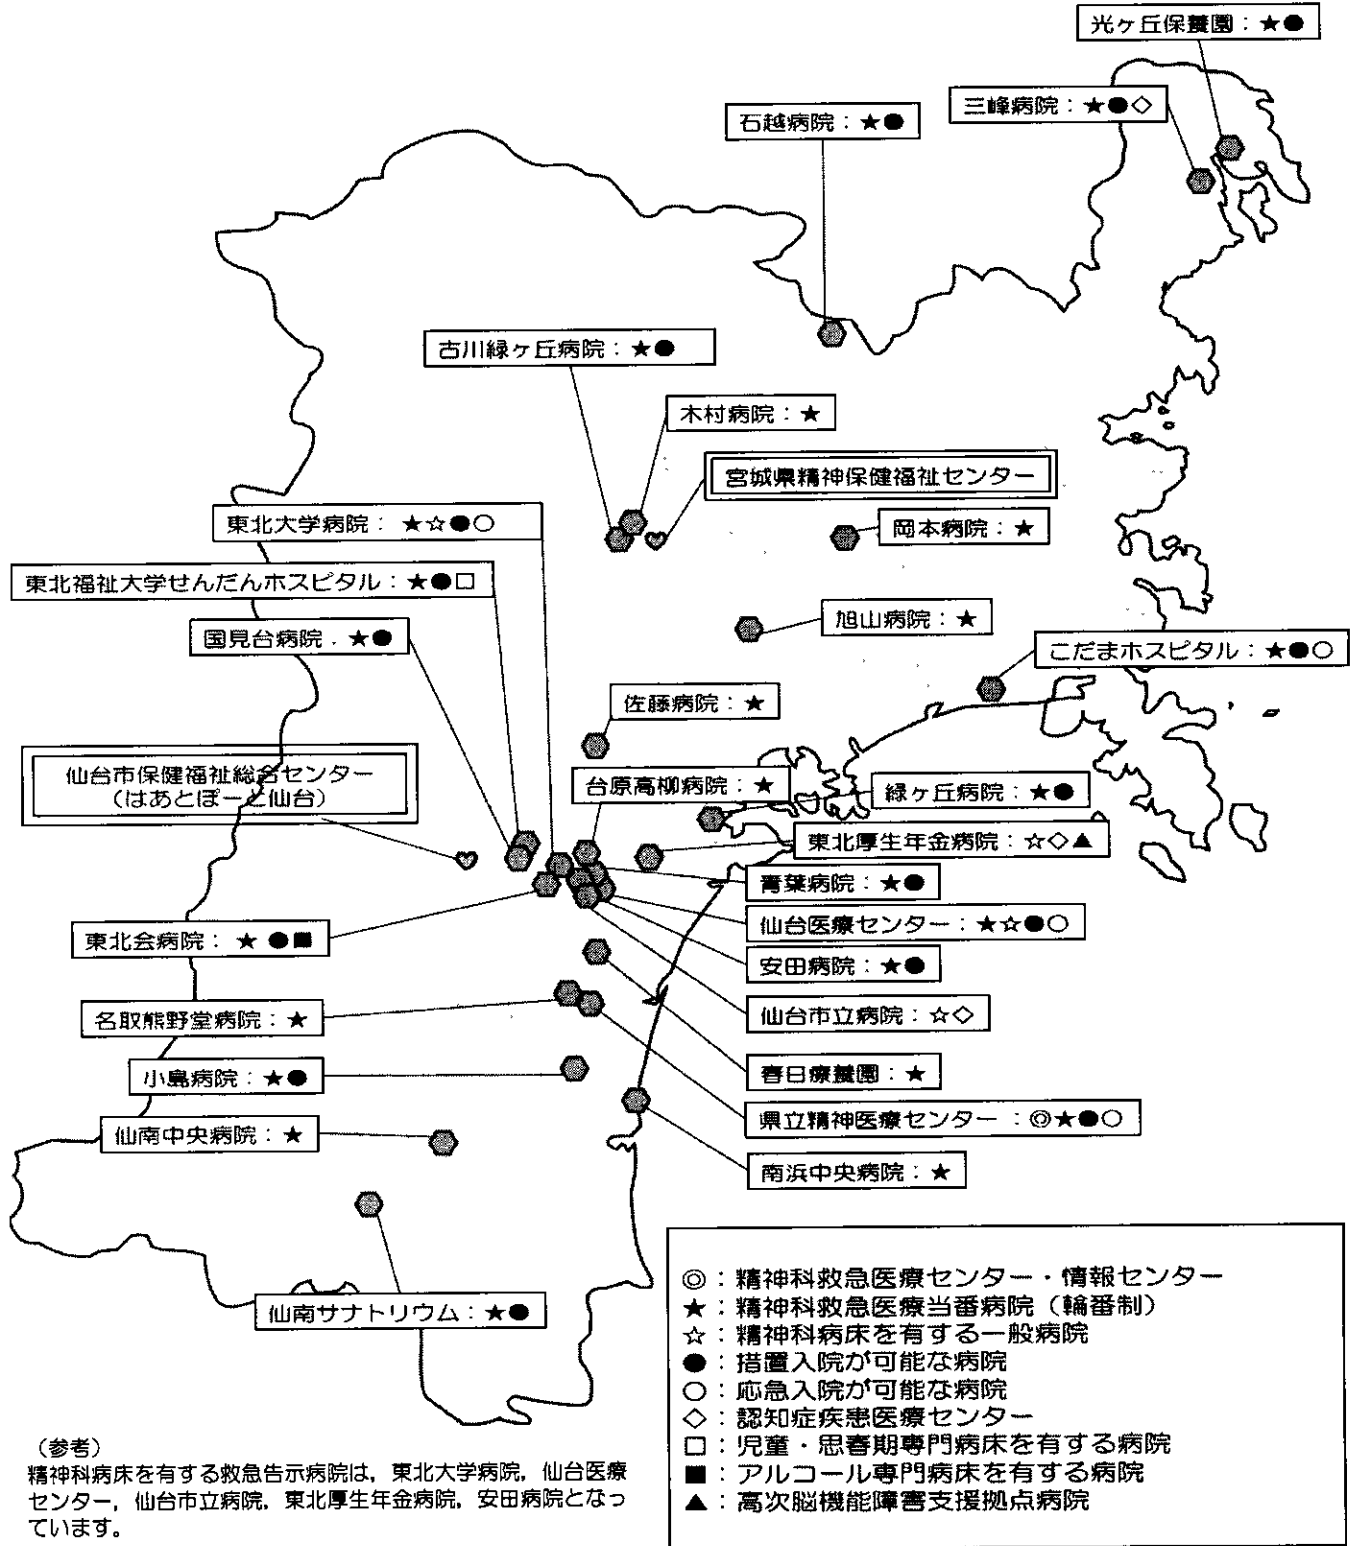 光ヶ丘保養園：★●
三峰病院：★●◇
石越病院：★●
古川緑ヶ丘病院：★●
木村病院：★
宮城県精神保健福祉センター
東北大学病院：★☆●○
岡本病院：★
東北福祉大学せんだんホスピタル：★●□
旭山病院：★
国見台病院：★●
こだまホスピタル：★●○
佐藤病院：★
仙台市保健福祉総合センター
（はあとぽーと仙台）
台原高柳病院：★
緑ヶ丘病院：★●
東北厚生年金病院：☆◇▲
青葉病院：★●
仙台医療センター：★☆●○
東北会病院：★ ●■
安田病院：★●
名取熊野堂病院：★
仙台市立病院：☆◇
小島病院：★●
春日療養園：★
仙南中央病院：★
県立精神医療センター：◎★●○
南浜中央病院：★
仙南サナトリウム：★●
◎：精神科救急医療センター・情報センター
★：精神科救急医療当番病院（輪番制）
☆：精神科病床を有する一般病院
●：措置入院が可能な病院
○：応急入院が可能な病院
◇：認知症疾患医療センター
□：児童・思春期専門病床を有する病院
■：アルコール専門病床を有する病院
▲：高次脳機能障害支援拠点病院
（参考）
精神科病床を有する救急告示病院は，東北大学病院，仙台医療
センター，仙台市立病院，東北厚生年金病院，安田病院となっ
ています。